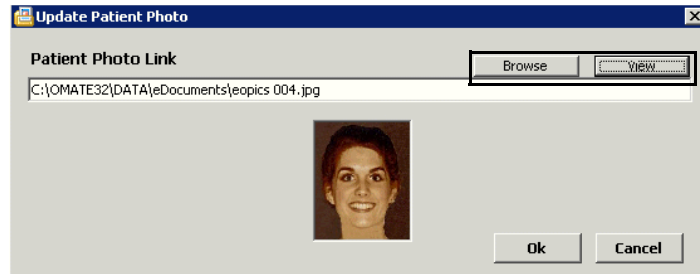 Update Patient Photo
Patient Photo Link
Browse
View
C:\OMATE32\DATA\eDocuments\eopics 004.jpg
Ok
Cancel